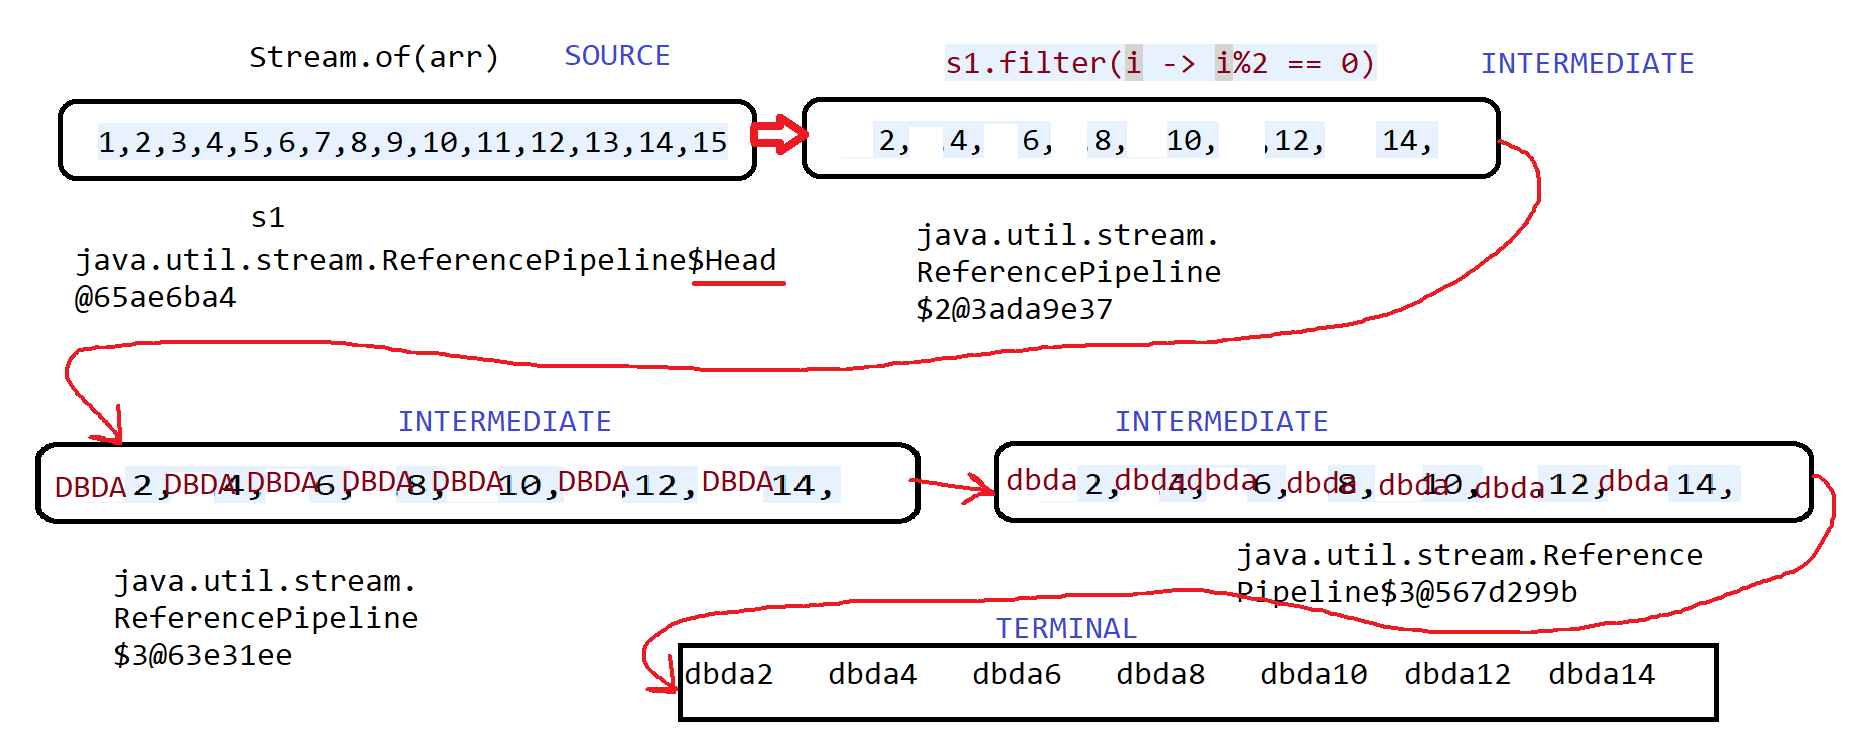 Stream.of(arr) SOURCE
s1.filter(i -> i%2 == 0) INTERMEDIATE
1,2,3,4,5,6,7,8,9,10,11,12,13,14,15
2, 4, 6, 8, 10, ,12, 14,
s1
java.util.stream.ReferencePipeline$Head
@65ae6ba4
java.util.stream.
ReferencePipeline
$2@3ada9e37
INTERMEDIATE
DBDA 2, DBDA 4, DBDA 6, DBDA 8, DBDA 10, DBDA ,12, DBDA 14,
java.util.stream.
ReferencePipeline
$3@63e31ee
INTERMEDIATE
dbda 2, dbda 4, dbda 6, dbda 8, dbda 10, dbda ,12, dbda 14,
java.util.stream.Reference
Pipeline$3@567d299b
TERMINAL
dbda2 dbda4 dbda6 dbda8 dbda10 dbda12 dbda14